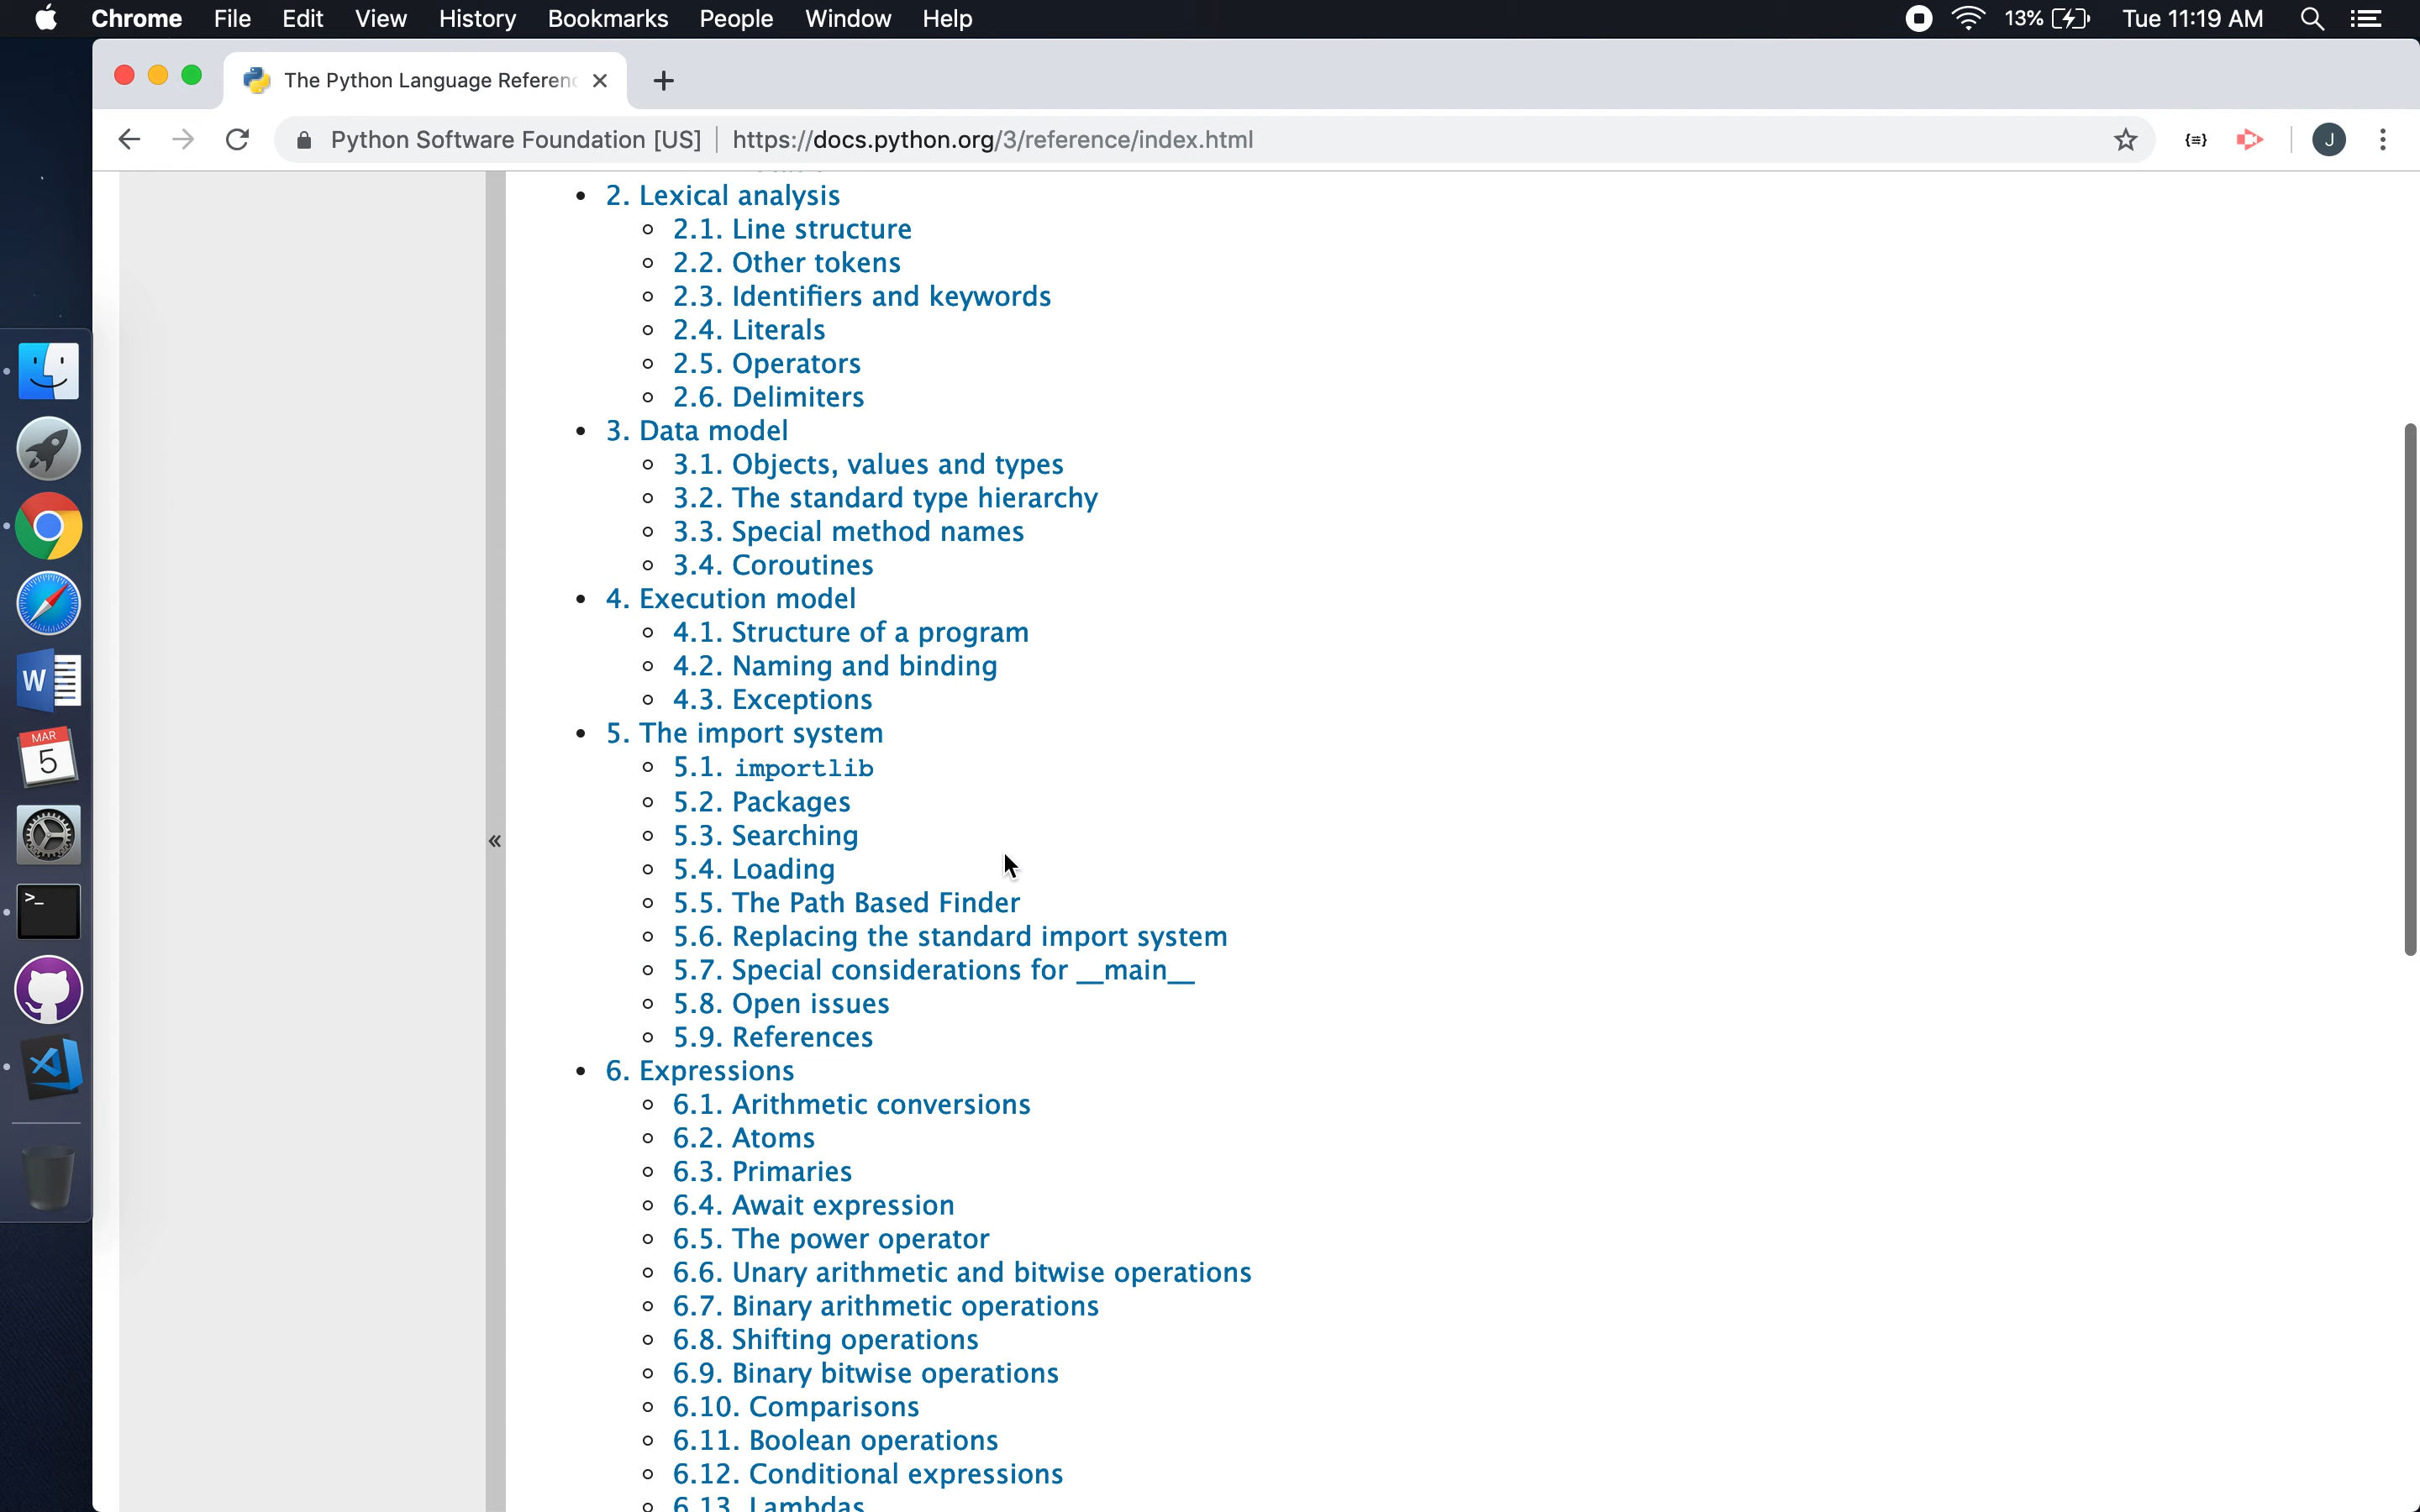 Chrome File Edit View History Bookmarks People Window Help 13% Tue 11:19 AM
The Python Language Referenc
Python Software Foundation [US] https://docs.python.org/3/reference/index.html J
• 2. Lexical analysis
2.1. Line structure
2.2. Other tokens
2.3. Identifiers and keywords
2.4. Literals
2.5. Operators
2.6. Delimiters
• 3. Data model
3.1. Objects, values and types
3.2. The standard type hierarchy
3.3. Special method names
3.4. Coroutines
• 4. Execution model
4.1. Structure of a program
4.2. Naming and binding
4.3. Exceptions
• 5. The import system
5.1. importlib
5.2. Packages
5.3. Searching
5.4. Loading
5.5. The Path Based Finder
5.6. Replacing the standard import system
5.7. Special considerations for __main__
5.8. Open issues
5.9. References
• 6. Expressions
6.1. Arithmetic conversions
6.2. Atoms
6.3. Primaries
6.4. Await expression
6.5. The power operator
6.6. Unary arithmetic and bitwise operations
6.7. Binary arithmetic operations
6.8. Shifting operations
6.9. Binary bitwise operations
6.10. Comparisons
6.11. Boolean operations
6.12. Conditional expressions
6.13. Lambdas
«
W
MAR
5
>_